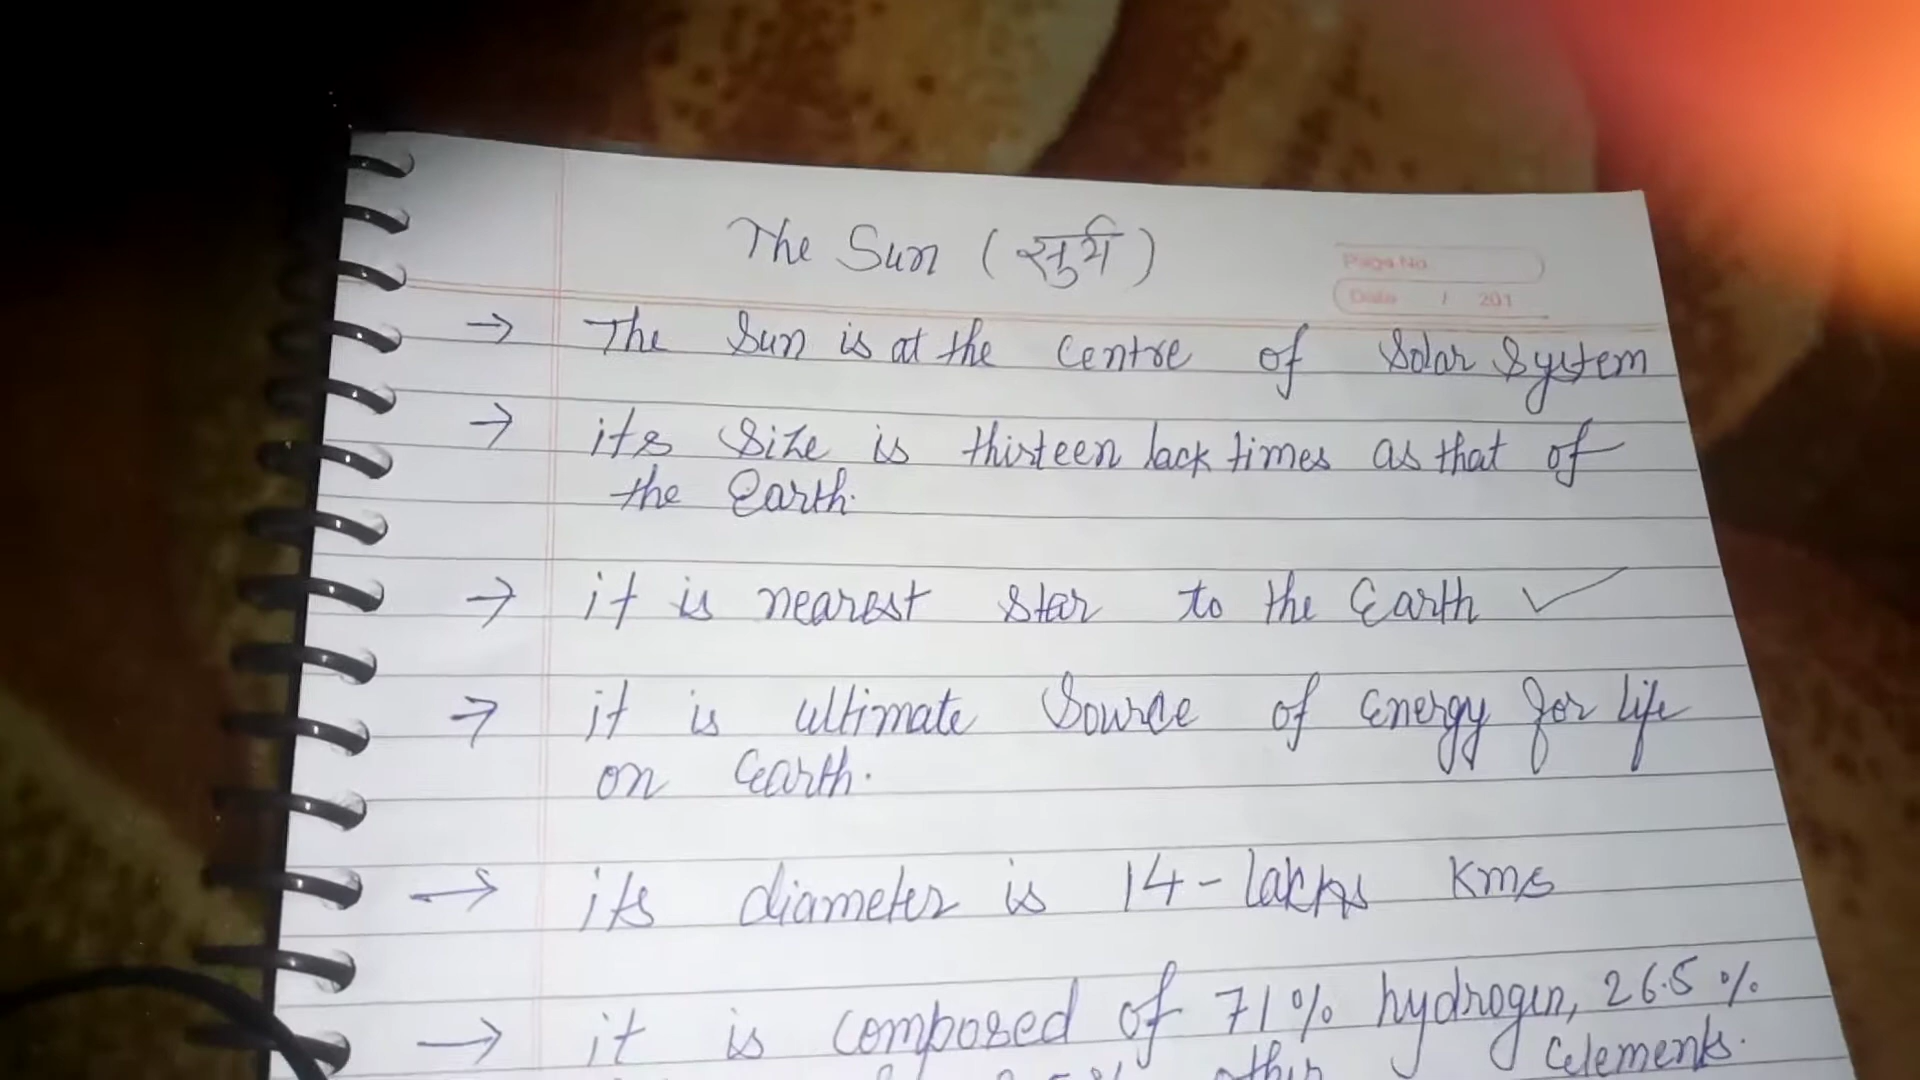 The Sun (सुर्य)
Page No
Date / 201
→ The Sun is at the Centre of Solar System
→ its Size is thirteen lack times as that of
the Earth.
→ it is nearest star to the Earth ✓
→ it is ultimate Source of Energy for life
on Earth.
→ its diameter is 14-lakhs Kms
→ it is composed of 71% hydrogen, 26.5 %
other elements.